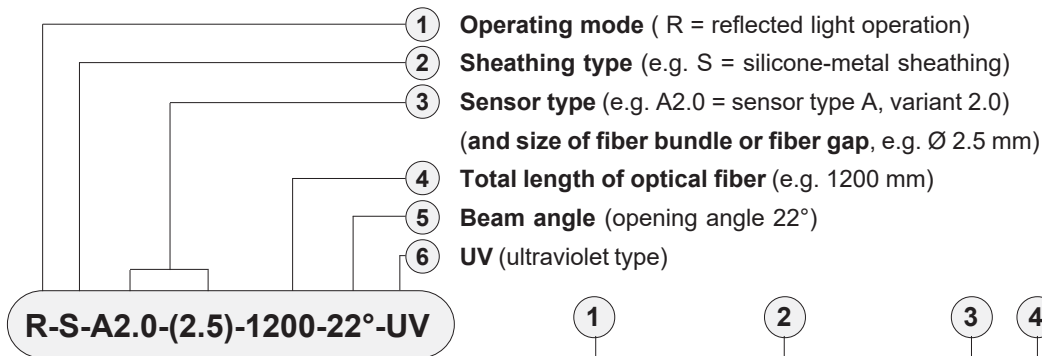 1 Operating mode ( R = reflected light operation)
2 Sheathing type (e.g. S = silicone-metal sheathing)
3 Sensor type (e.g. A2.0 = sensor type A, variant 2.0)
(and size of fiber bundle or fiber gap, e.g. Ø 2.5 mm)
4 Total length of optical fiber (e.g. 1200 mm)
5 Beam angle (opening angle 22°)
6 UV (ultraviolet type)
R-S-A2.0-(2.5)-1200-22°-UV
1 2 3 4